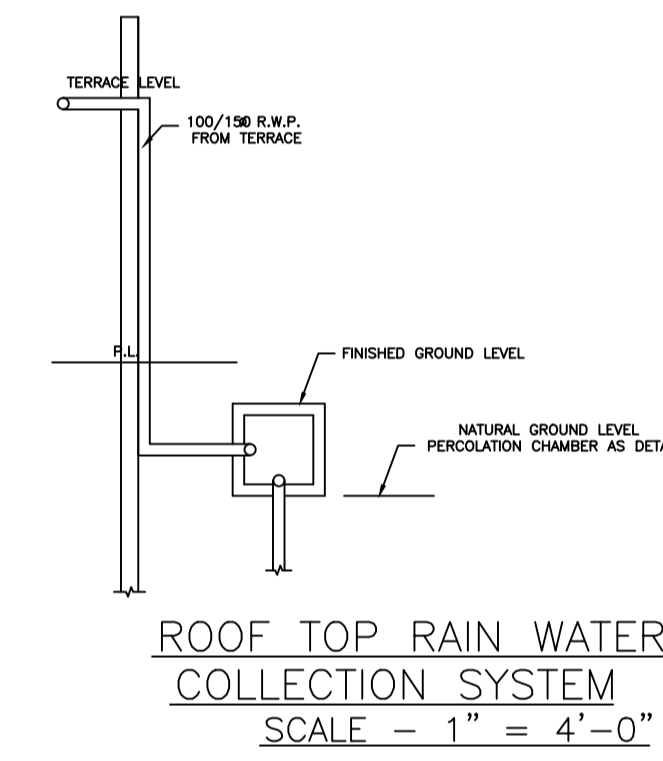 TERRACE LEVEL
100/150 R.W.P.
FROM TERRACE
FINISHED GROUND LEVEL
NATURAL GROUND LEVEL
PERCOLATION CHAMBER AS
ROOF TOP RAIN WATER
COLLECTION SYSTEM
SCALE - 1" = 4'-0"